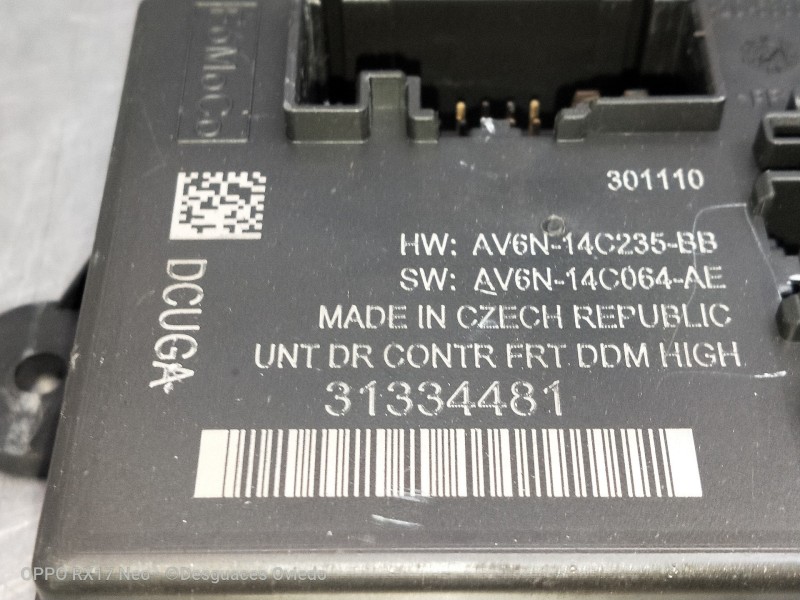 FoMoCo
301110
HW: AV6N-14C235-BB
SW: AV6N-14C064-AE
MADE IN CZECH REPUBLIC
UNT DR CONTR FRT DDM HIGH
31334481
DCUGA
OPPO RX17 Neo ©Desguaces Oviedo